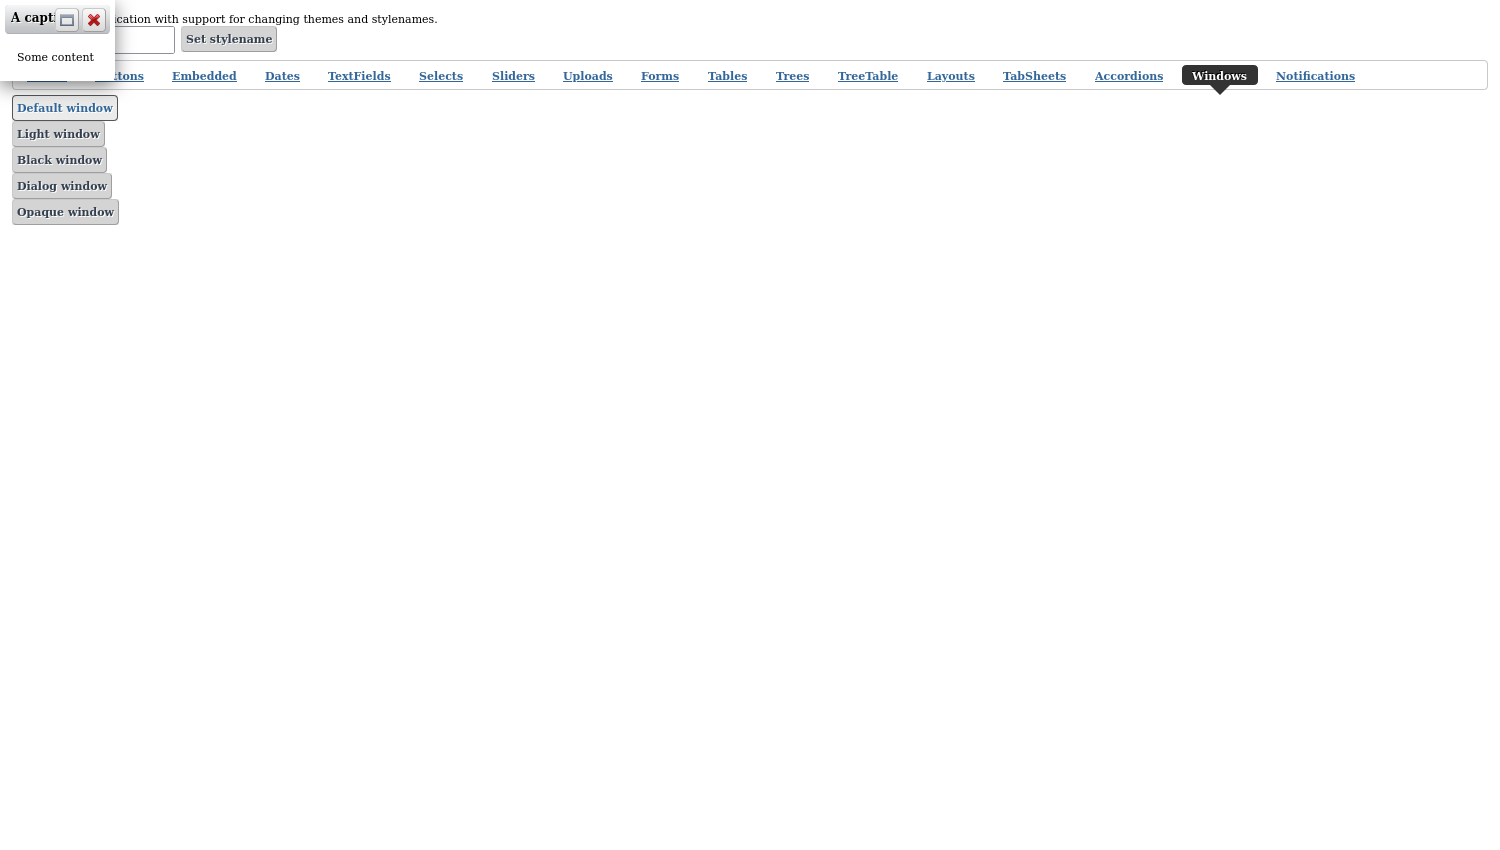 A capt
ication with support for changing themes and stylenames.
Set stylename
Some content
tons Embedded Dates TextFields Selects Sliders Uploads Forms Tables Trees TreeTable Layouts TabSheets Accordions Windows Notifications
Default window
Light window
Black window
Dialog window
Opaque window